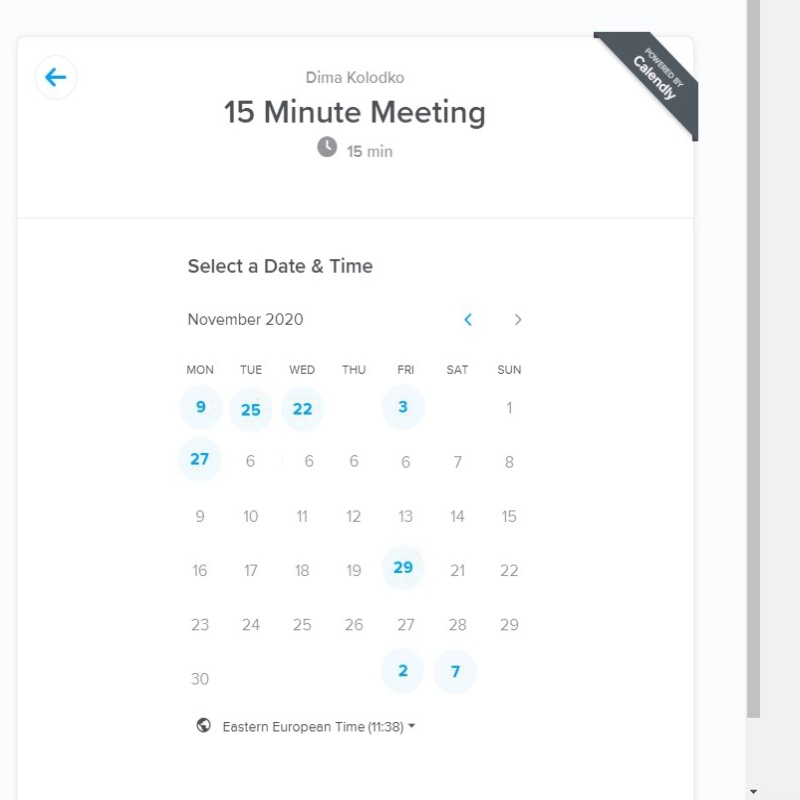 POWERED BY
Calendly
Dima Kolodko
15 Minute Meeting
15 min
Select a Date & Time
November 2020
MON TUE WED THU FRI SAT SUN
9 25 22 3 1
27 6 6 6 6 7 8
9 10 11 12 13 14 15
16 17 18 19 29 21 22
23 24 25 26 27 28 29
30 2 7
Eastern European Time (11:38)